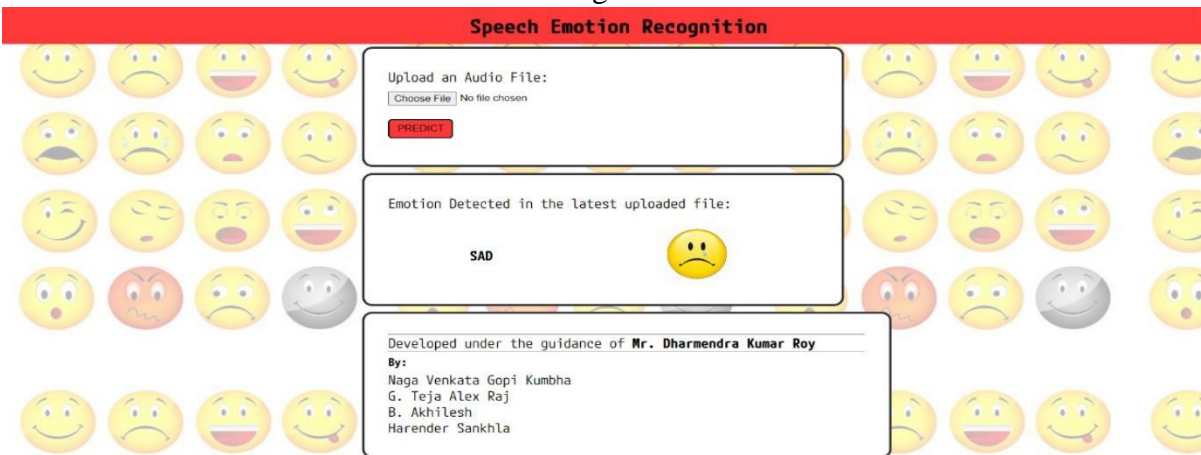 Speech Emotion Recognition
Upload an Audio File:
Choose File No file chosen
PREDICT
Emotion Detected in the latest uploaded file:
SAD
Developed under the guidance of Mr. Dharmendra Kumar Roy
By:
Naga Venkata Gopi Kumbha
G. Teja Alex Raj
B. Akhilesh
Harender Sankhla